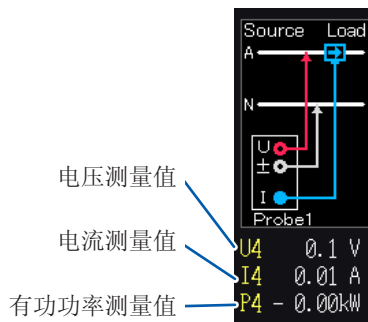 Source Load
A
N
U
±
I
Probe1
电压测量值
U4 0.1 V
电流测量值
I4 0.01 A
有功功率测量值
P4 - 0.00kW